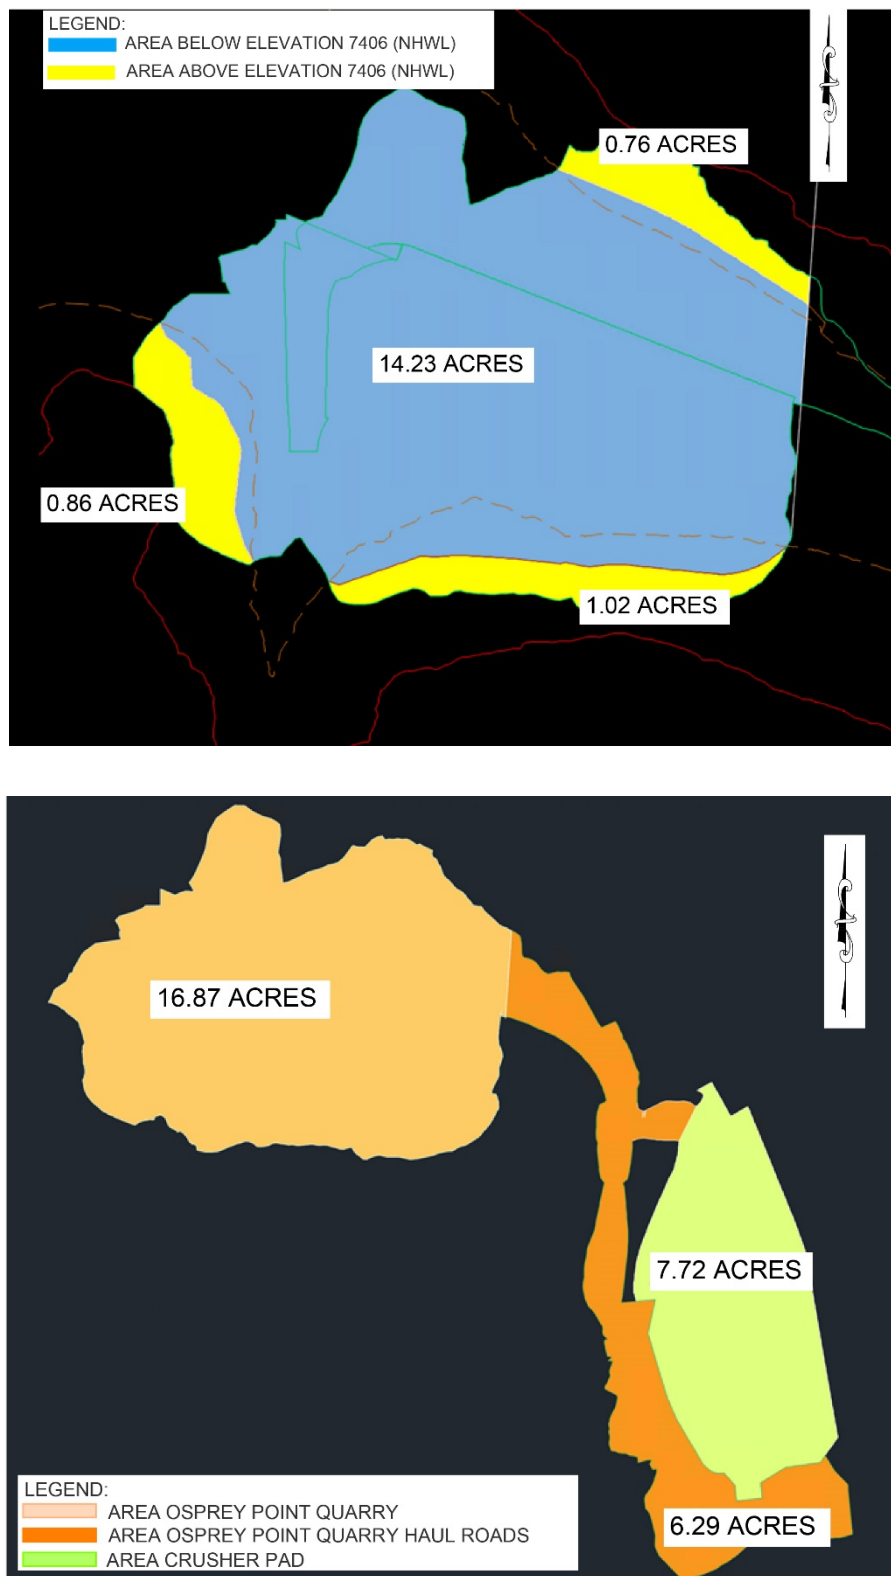 LEGEND:
AREA BELOW ELEVATION 7406 (NHWL)
AREA ABOVE ELEVATION 7406 (NHWL)
0.76 ACRES
14.23 ACRES
0.86 ACRES
1.02 ACRES
16.87 ACRES
7.72 ACRES
6.29 ACRES
LEGEND:
AREA OSPREY POINT QUARRY
AREA OSPREY POINT QUARRY HAUL ROADS
AREA CRUSHER PAD